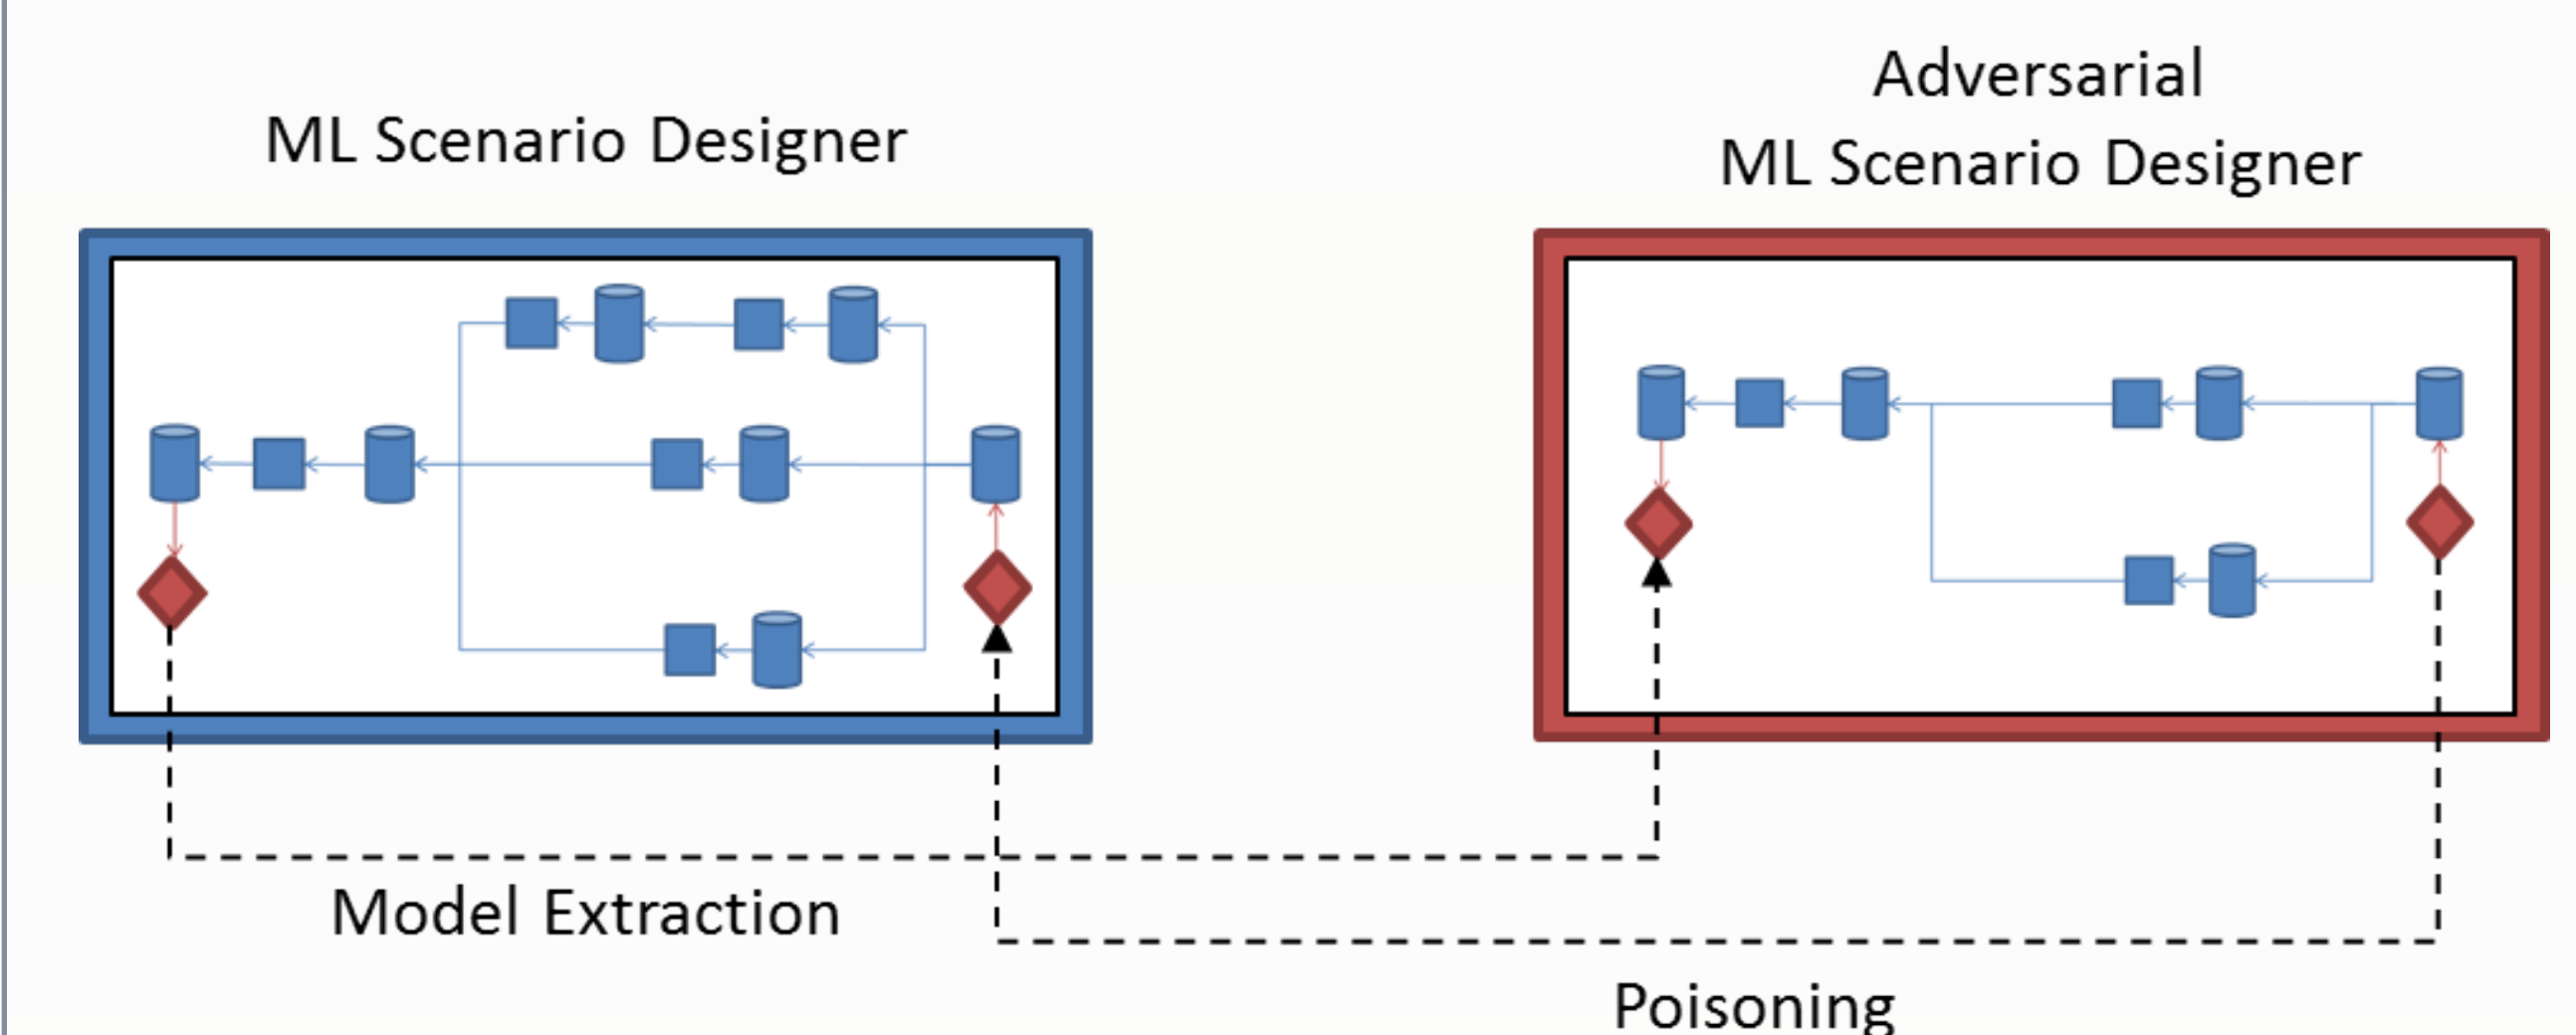 ML Scenario Designer
Adversarial
ML Scenario Designer
Model Extraction
Poisoning